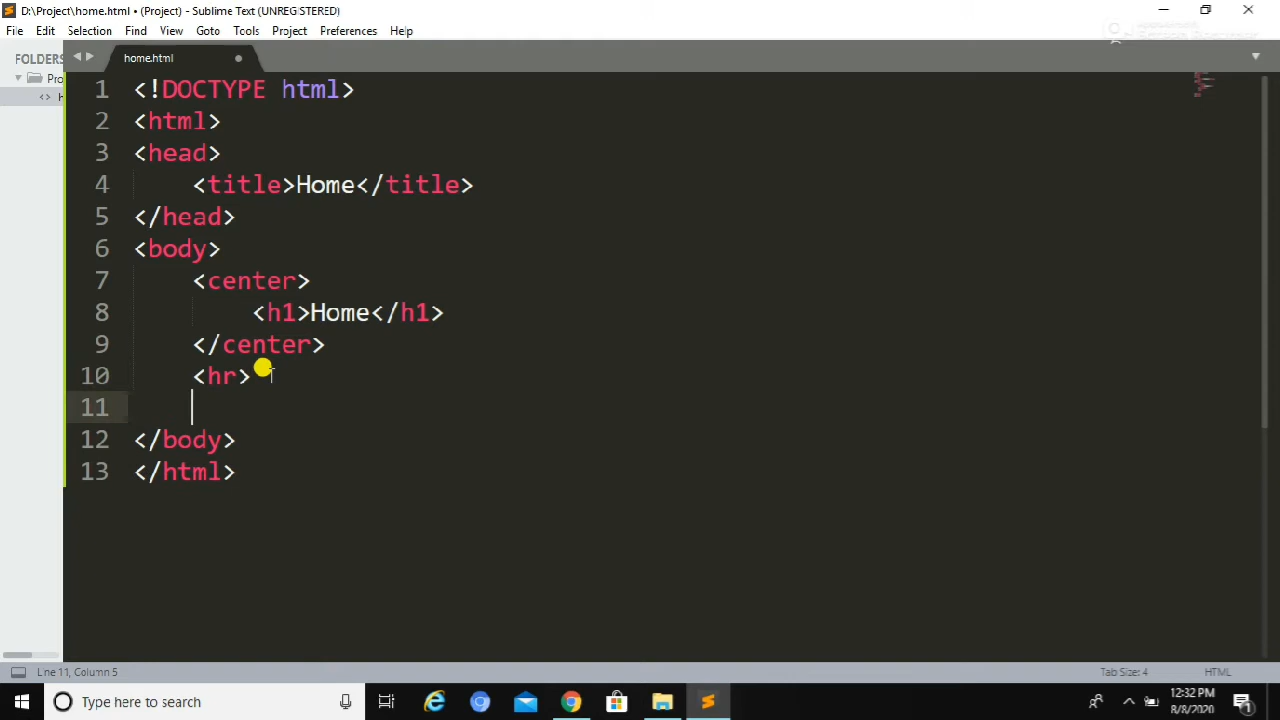 D:\Project\home.html • (Project) - Sublime Text (UNREGISTERED)
File Edit Selection View Find Goto Tools Project Preferences Help
FOLDERS
home.html
1 <!DOCTYPE html>
2 <html>
3 <head>
4 <title>Home</title>
5 </head>
6 <body>
7 <center>
8 <h1>Home</h1>
9 </center>
10 <hr>
11
12 </body>
13 </html>
Line 11, Column 5
Tab Size: 4
HTML
Type here to search
12:32 PM
8/8/2020
1